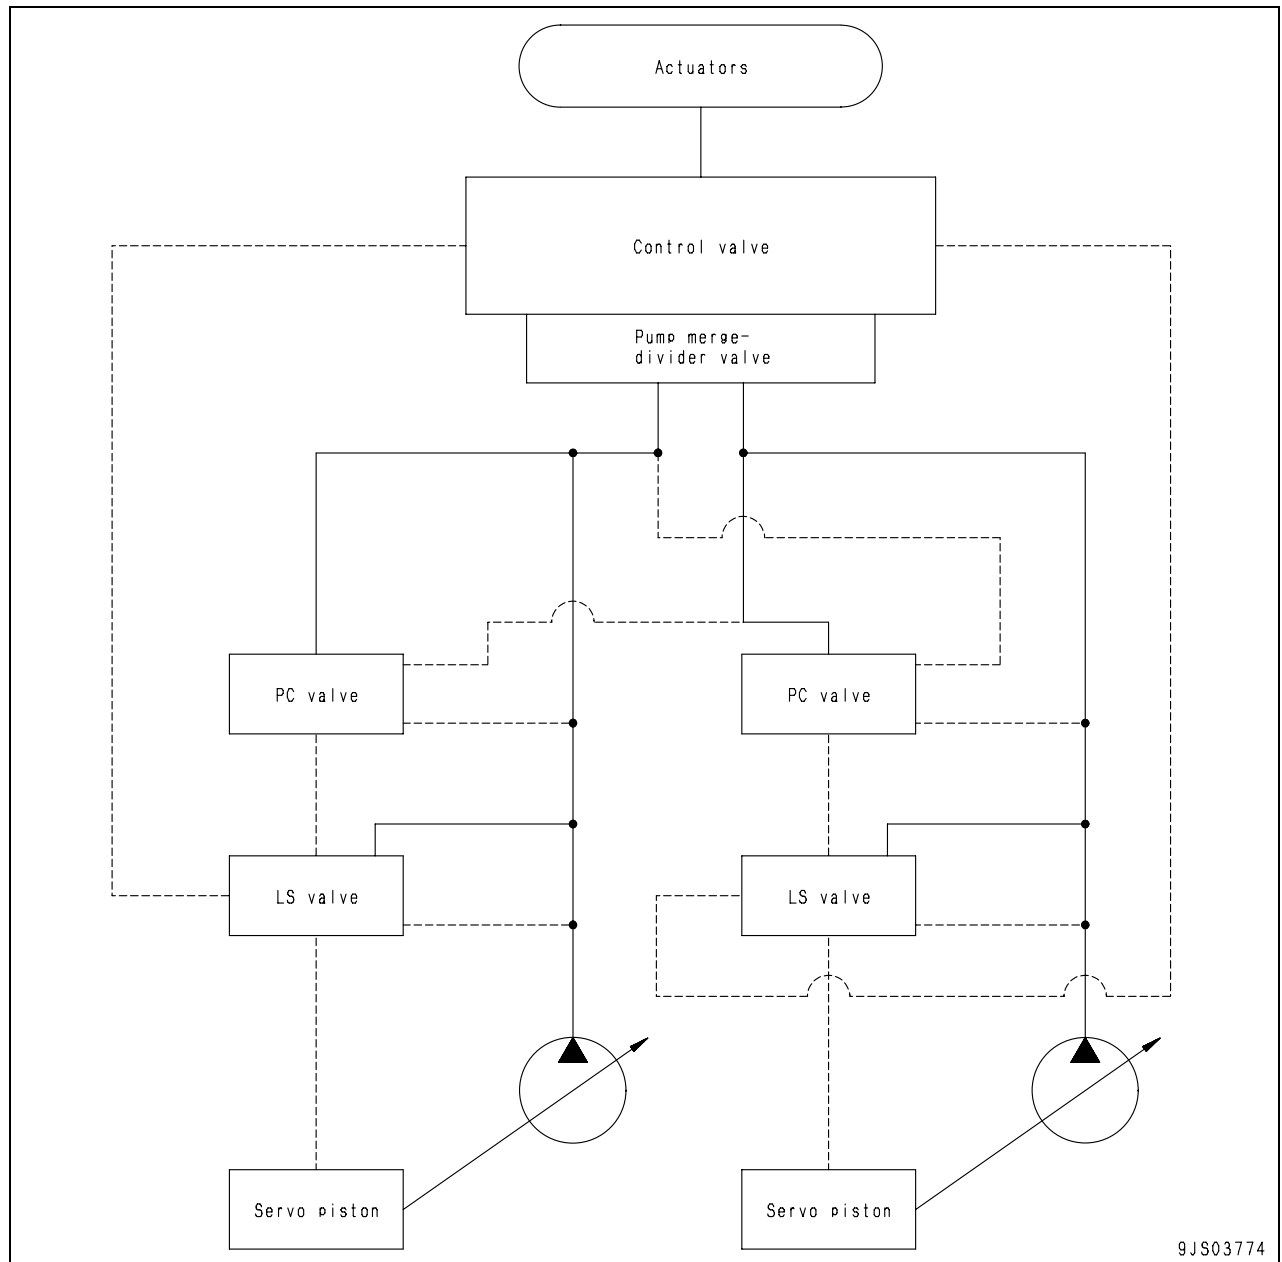 Actuators
Control valve
Pump merge-
divider valve
PC valve
PC valve
LS valve
LS valve
Servo piston
Servo piston
9JS03774